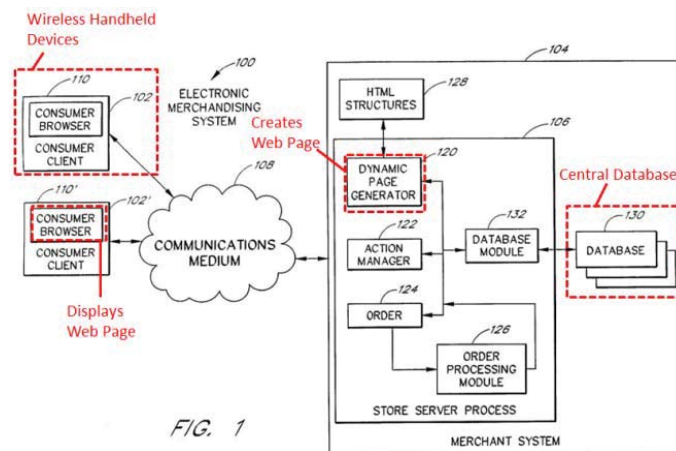 Wireless Handheld
Devices
110
102
CONSUMER
BROWSER
CONSUMER
CLIENT
100
ELECTRONIC
MERCHANDISING
SYSTEM
104
HTML
STRUCTURES
128
106
Creates
Web Page
120
DYNAMIC
PAGE
GENERATOR
Central Database
110'
102'
CONSUMER
BROWSER
CONSUMER
CLIENT
108
COMMUNICATIONS
MEDIUM
122
ACTION
MANAGER
132
DATABASE
MODULE
130
DATABASE
Displays
Web Page
124
ORDER
126
ORDER
PROCESSING
MODULE
STORE SERVER PROCESS
FIG. 1
MERCHANT SYSTEM